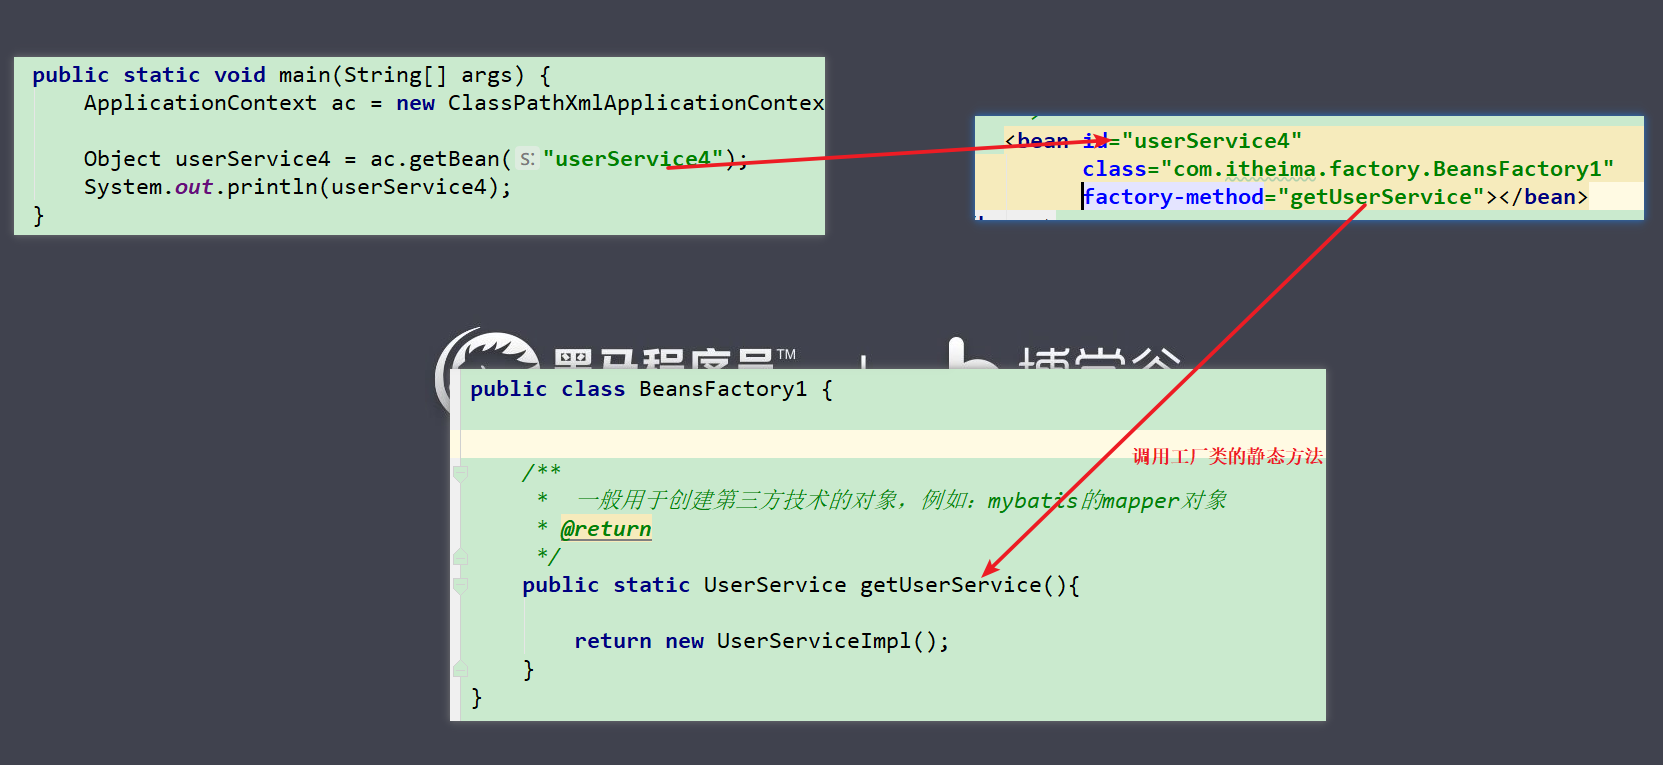 public static void main(String[] args) {
ApplicationContext ac = new ClassPathXmlApplicationContex
Object userService4 = ac.getBean( s: "userService4");
System.out.println(userService4);
}
<bean id="userService4"
class="com.itheima.factory.BeansFactory1"
factory-method="getUserService"></bean>
黑马程序员™
博学谷
public class BeansFactory1 {
调用工厂类的静态方法
/**
* 一般用于创建第三方技术的对象，例如：mybatis的mapper对象
* @return
*/
public static UserService getUserService(){
return new UserServiceImpl();
}
}